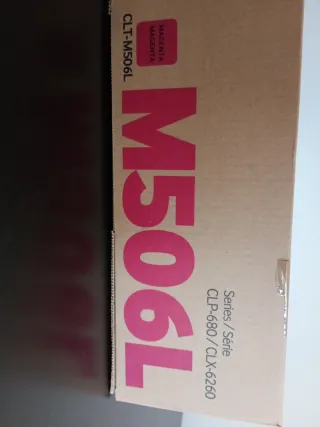 MAGENTA
MAGENTA
CLT-M506L
M506L
Series / Série
CLP-680 / CLX-6260